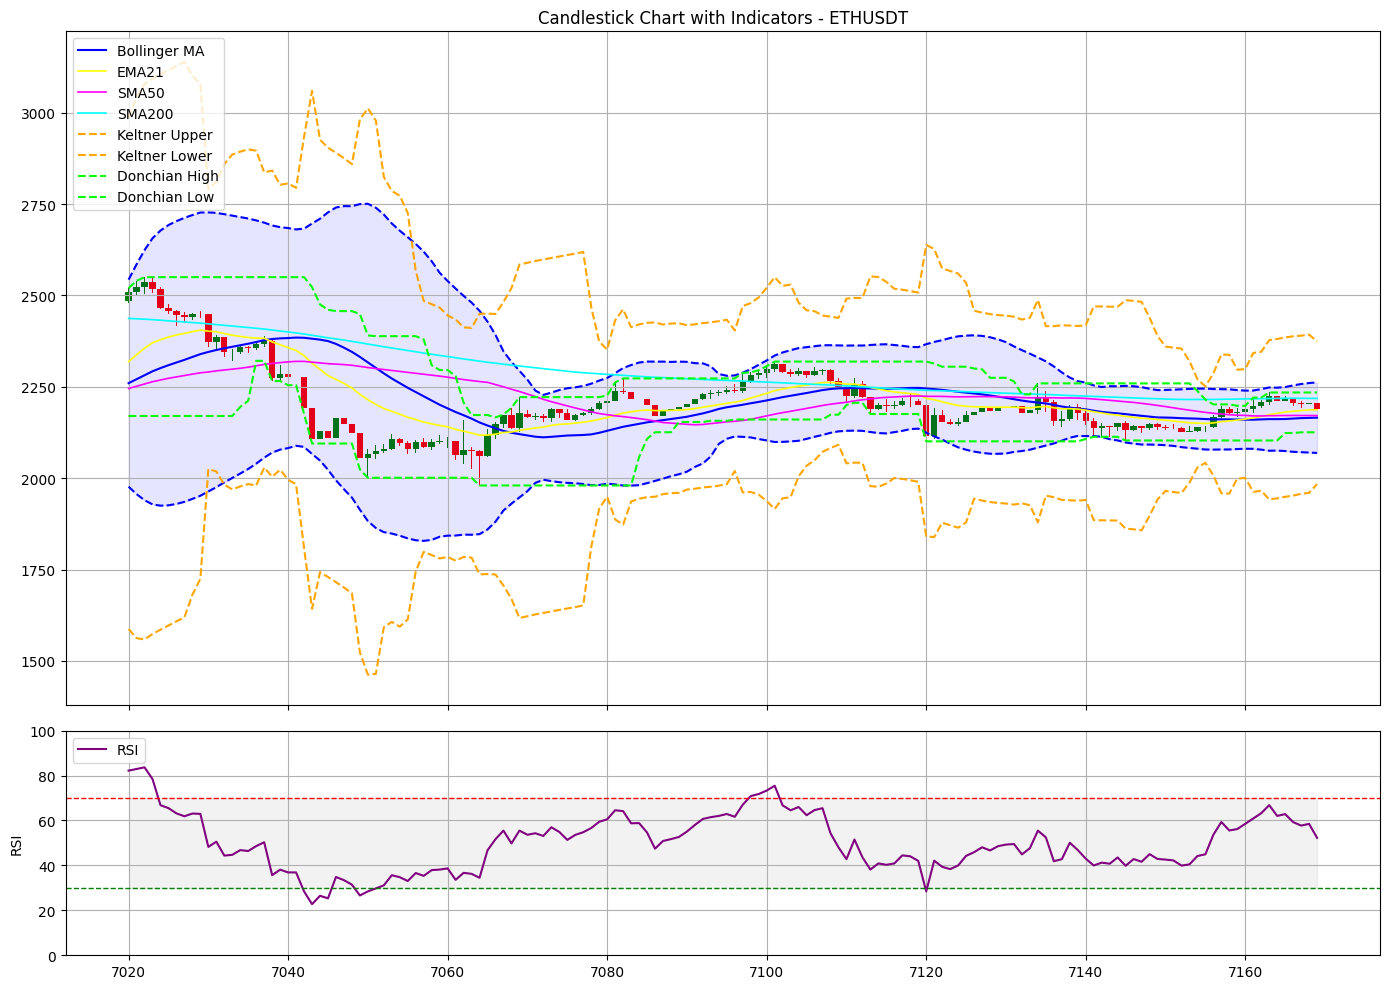 Candlestick Chart with Indicators - ETHUSDT
Bollinger MA
EMA21
SMA50
SMA200
Keltner Upper
Keltner Lower
Donchian High
Donchian Low
3000
2750
2500
2250
2000
1750
1500
RSI
100
80
60
40
20
0
RSI
7020
7040
7060
7080
7100
7120
7140
7160